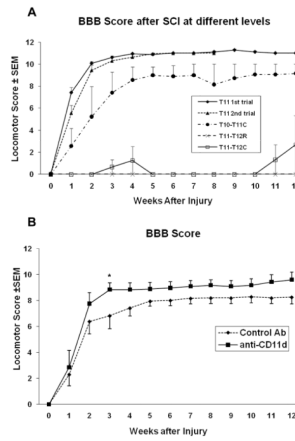 A
BBB Score after SCI at different levels
12
10
8
6
4
2
0
Locomotor Score ± SEM
T11 1st trial
T11 2nd trial
T10-T11C
T11-T12R
T11-T12C
0 1 2 3 4 5 6 7 8 9 10 11 12
Weeks After Injury
B
BBB Score
12
10
8
6
4
2
0
Locomotor Score ±SEM
*
Control Ab
anti-CD11d
0 1 2 3 4 5 6 7 8 9 10 11 12
Weeks After Injury